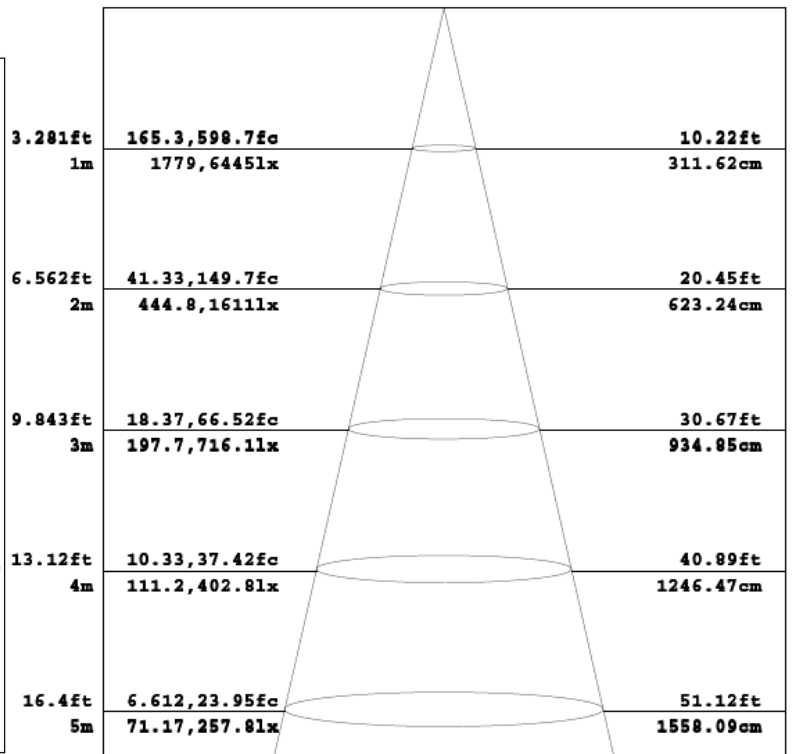 3.281ft 165.3,598.7fc 10.22ft
1m 1779,6445lx 311.62cm
6.562ft 41.33,149.7fc 20.45ft
2m 444.8,1611lx 623.24cm
9.843ft 18.37,66.52fc 30.67ft
3m 197.7,716.1lx 934.85cm
13.12ft 10.33,37.42fc 40.89ft
4m 111.2,402.8lx 1246.47cm
16.4ft 6.612,23.95fc 51.12ft
5m 71.17,257.8lx 1558.09cm